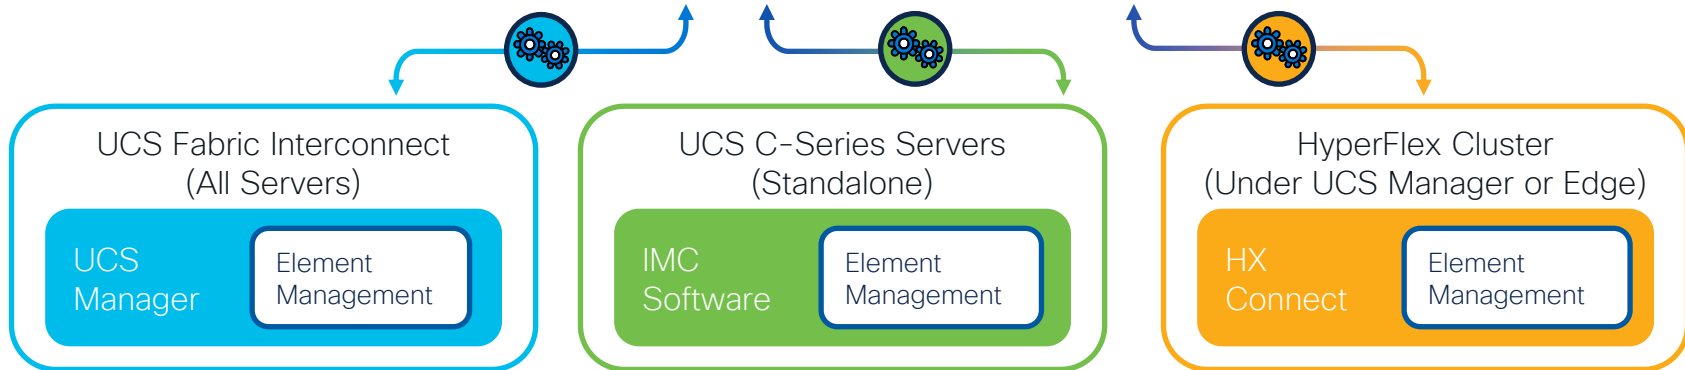 UCS Fabric Interconnect
(All Servers)
UCS
Manager
Element
Management
UCS C-Series Servers
(Standalone)
IMC
Software
Element
Management
HyperFlex Cluster
(Under UCS Manager or Edge)
HX
Connect
Element
Management